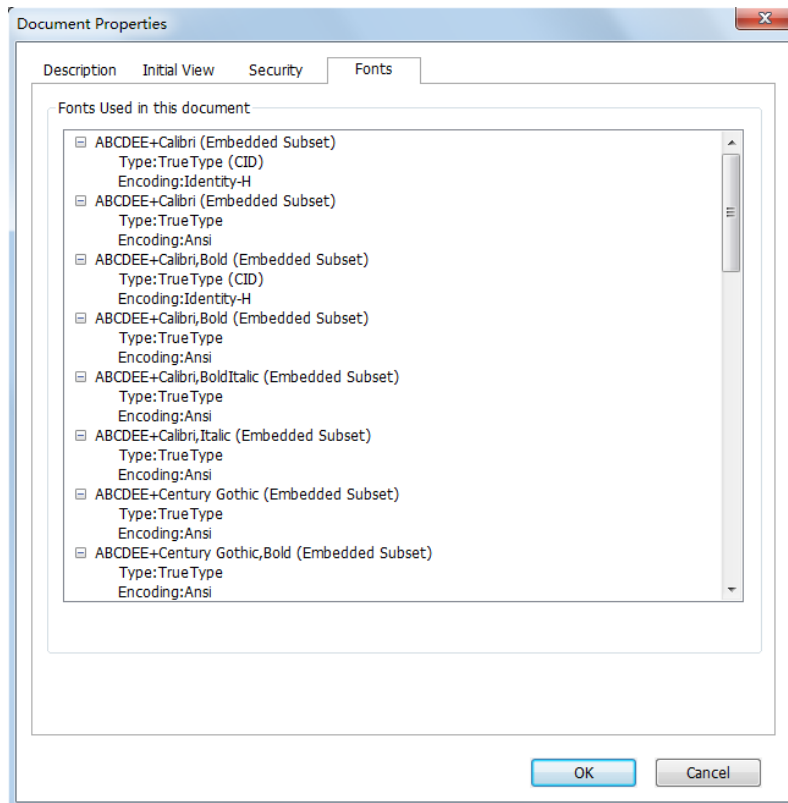 Document Properties
Description Initial View Security Fonts
Fonts Used in this document
ABCDEE+Calibri (Embedded Subset)
Type:TrueType (CID)
Encoding:Identity-H
ABCDEE+Calibri (Embedded Subset)
Type:TrueType
Encoding:Ansi
ABCDEE+Calibri,Bold (Embedded Subset)
Type:TrueType (CID)
Encoding:Identity-H
ABCDEE+Calibri,Bold (Embedded Subset)
Type:TrueType
Encoding:Ansi
ABCDEE+Calibri,BoldItalic (Embedded Subset)
Type:TrueType
Encoding:Ansi
ABCDEE+Calibri,Italic (Embedded Subset)
Type:TrueType
Encoding:Ansi
ABCDEE+Century Gothic (Embedded Subset)
Type:TrueType
Encoding:Ansi
ABCDEE+Century Gothic,Bold (Embedded Subset)
Type:TrueType
Encoding:Ansi
OK Cancel